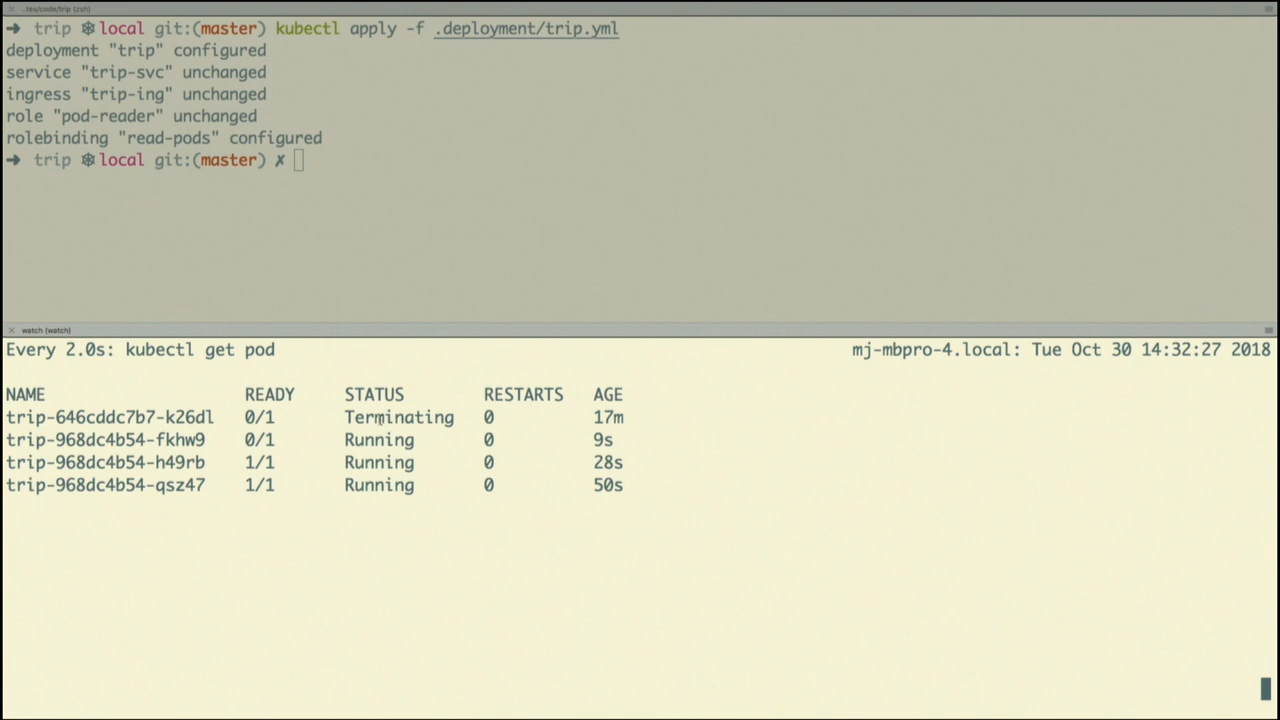 ..tes/code/trip (zsh)
➜ trip ⎈local git:(master) kubectl apply -f .deployment/trip.yml
deployment "trip" configured
service "trip-svc" unchanged
ingress "trip-ing" unchanged
role "pod-reader" unchanged
rolebinding "read-pods" configured
➜ trip ⎈local git:(master) ✗
watch (watch)
Every 2.0s: kubectl get pod mj-mbpro-4.local: Tue Oct 30 14:32:27 2018
NAME READY STATUS RESTARTS AGE
trip-646cddc7b7-k26dl 0/1 Terminating 0 17m
trip-968dc4b54-fkhw9 0/1 Running 0 9s
trip-968dc4b54-h49rb 1/1 Running 0 28s
trip-968dc4b54-qsz47 1/1 Running 0 50s